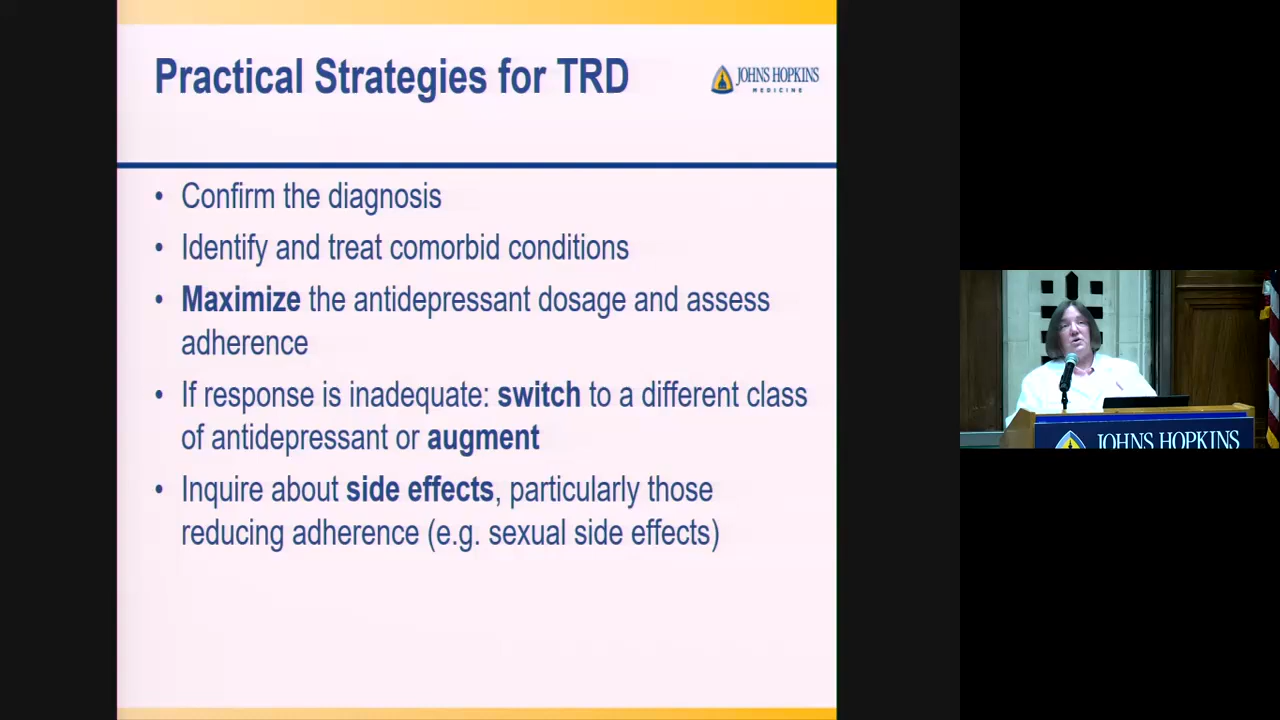 Practical Strategies for TRD
JOHNS HOPKINS
MEDICINE
• Confirm the diagnosis
• Identify and treat comorbid conditions
• Maximize the antidepressant dosage and assess
adherence
• If response is inadequate: switch to a different class
of antidepressant or augment
• Inquire about side effects, particularly those
reducing adherence (e.g. sexual side effects)
JOHNS HOPKINS